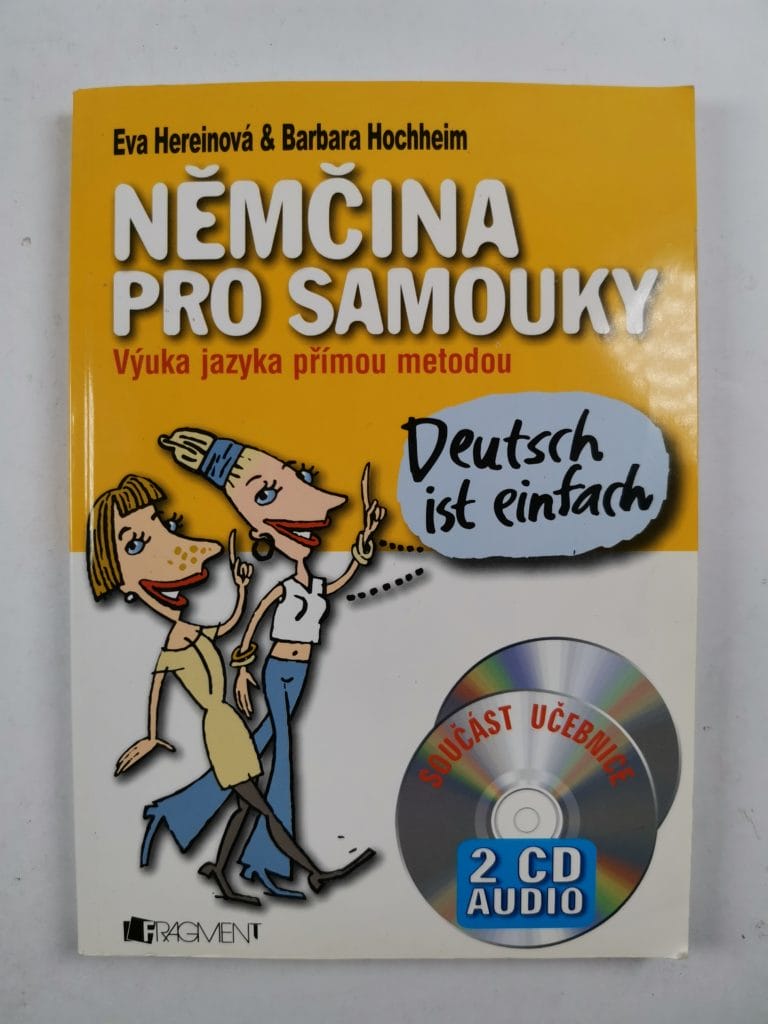 Eva Hereinová & Barbara Hochheim
NĚMČINA
PRO SAMOUKY
Výuka jazyka přímou metodou
Deutsch
ist einfach
SOUČÁST UČEBNICE
2 CD
AUDIO
FRAGMENT